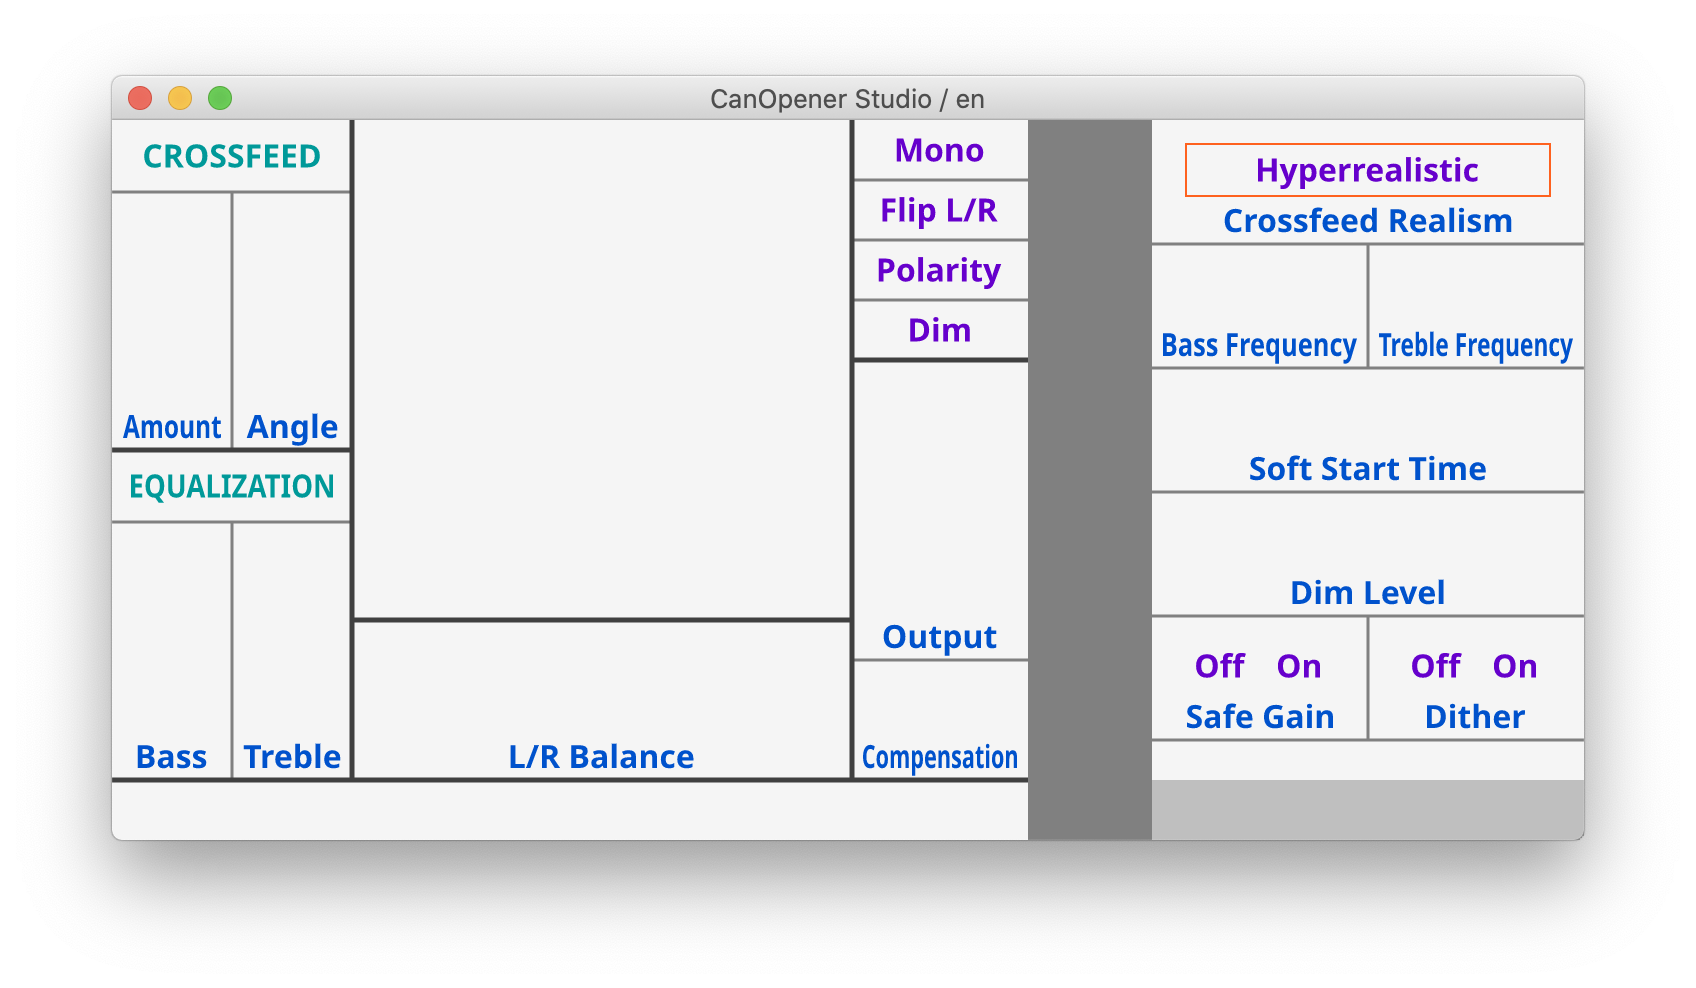 CanOpener Studio / en
CROSSFEED
Amount
Angle
EQUALIZATION
Bass
Treble
L/R Balance
Mono
Flip L/R
Polarity
Dim
Output
Compensation
Hyperrealistic
Crossfeed Realism
Bass Frequency
Treble Frequency
Soft Start Time
Dim Level
Off On
Safe Gain
Off On
Dither